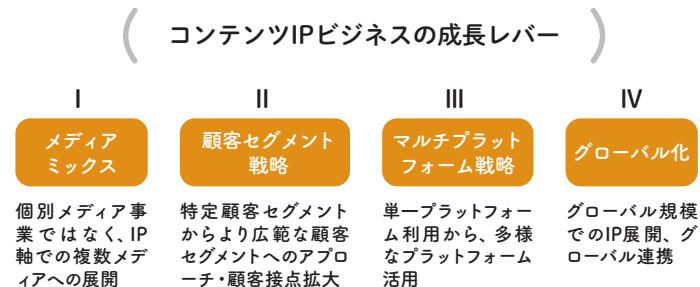 コンテンツIPビジネスの成長レバー
I
メディア
ミックス
個別メディア事
業ではなく、IP
軸での複数メデ
ィアへの展開
II
顧客セグメント
戦略
特定顧客セグメント
からより広範な顧客
セグメントへのアプロ
ーチ・顧客接点拡大
III
マルチプラット
フォーム戦略
単一プラットフォー
ム利用から、多様
なプラットフォーム
活用
IV
グローバル化
グローバル規模
でのIP展開、グ
ローバル連携